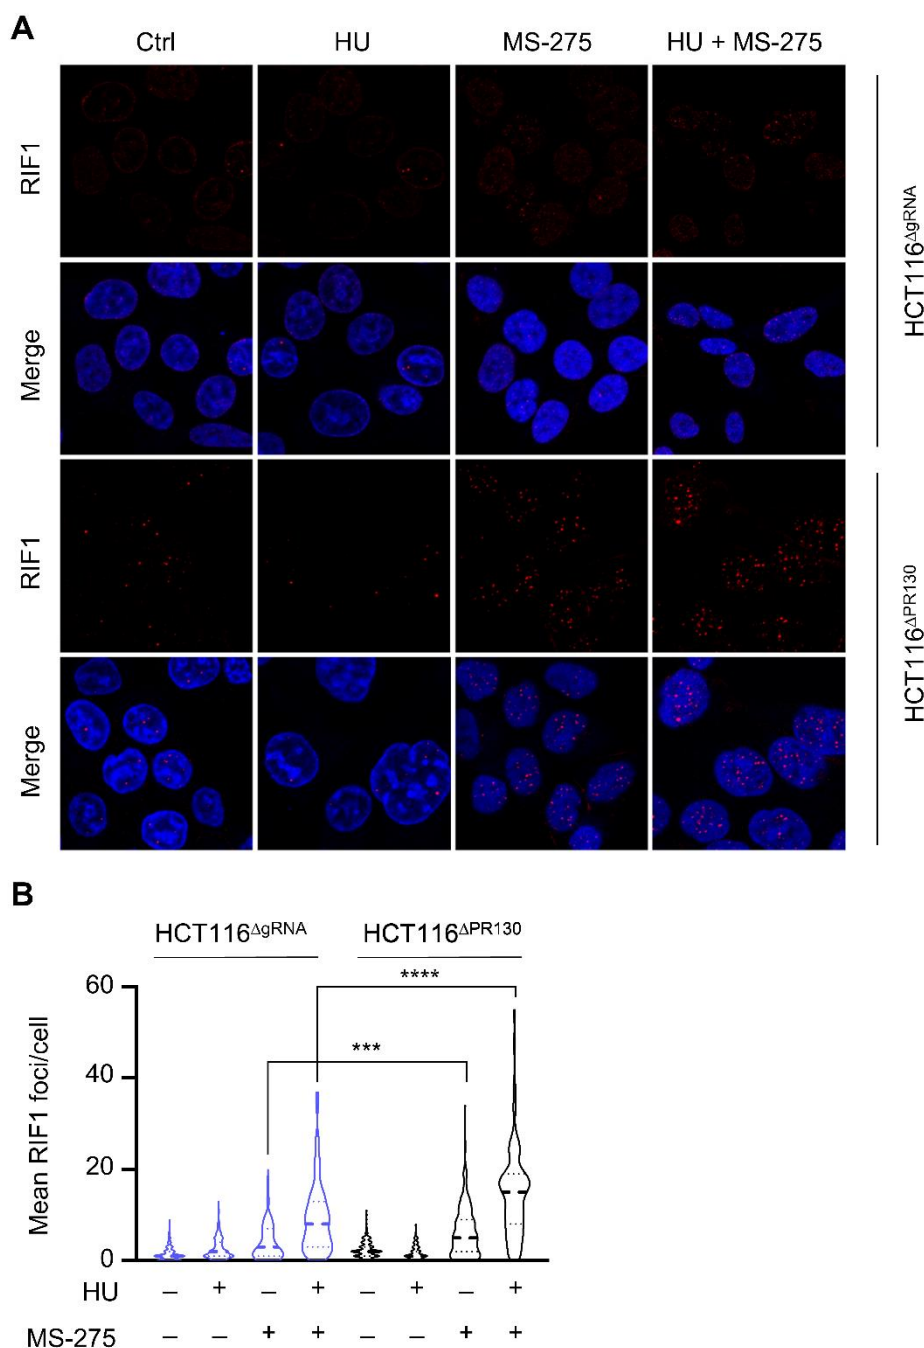 A
Ctrl HU MS-275 HU + MS-275
RIF1
Merge
HCT116ΔgRNA
RIF1
Merge
HCT116ΔPR130
B
HCT116ΔgRNA HCT116ΔPR130
****
***
Mean RIF1 foci/cell
60
40
20
0
HU – + – + – + – +
MS-275 – – + + – – + +